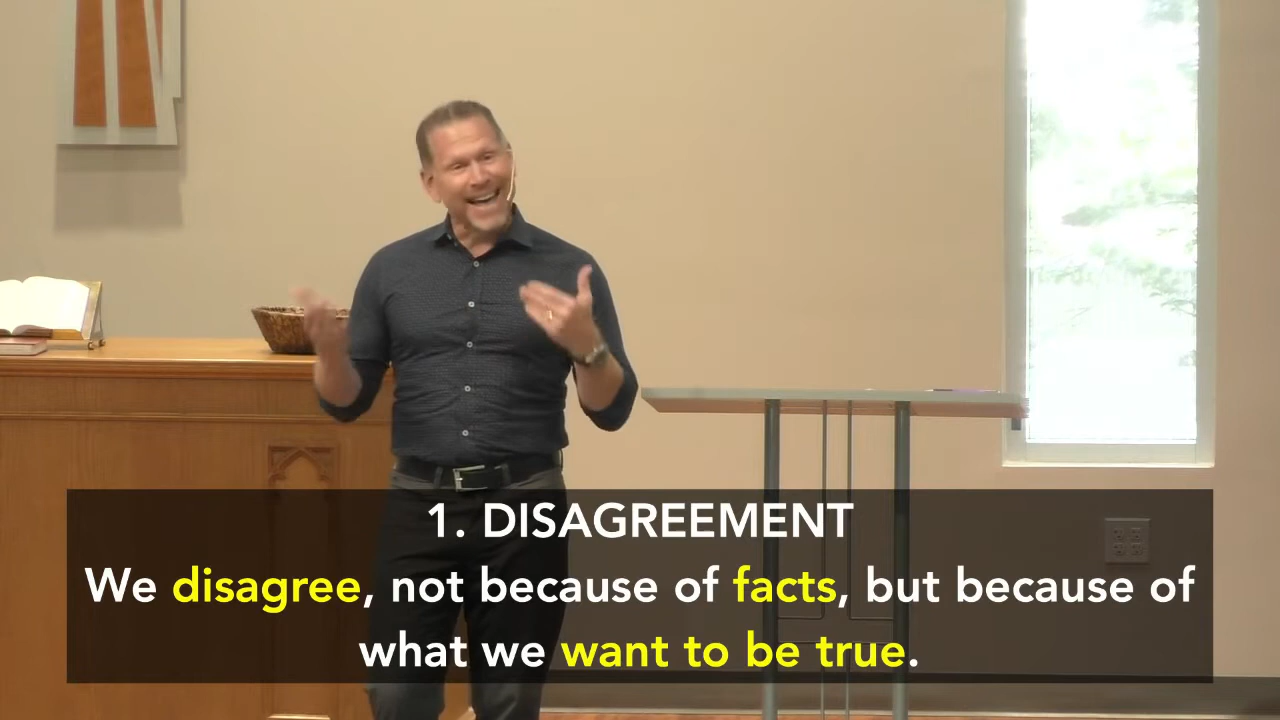 1. DISAGREEMENT
We disagree, not because of facts, but because of
what we want to be true.